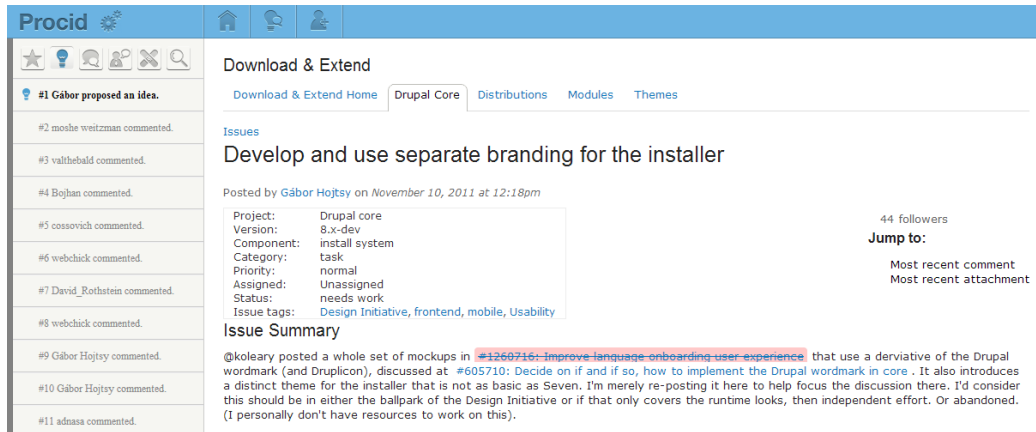 Procid
#1 Gábor proposed an idea.
#2 moshe weitzman commented.
#3 valthebald commented.
#4 Bojhan commented.
#5 cossovich commented.
#6 webchick commented.
#7 David_Rothstein commented.
#8 webchick commented.
#9 Gábor Hojtsy commented.
#10 Gábor Hojtsy commented.
#11 adnasa commented.
Download & Extend
Download & Extend Home Drupal Core Distributions Modules Themes
Issues
Develop and use separate branding for the installer
Posted by Gábor Hojtsy on November 10, 2011 at 12:18pm
Project: Drupal core
Version: 8.x-dev
Component: install system
Category: task
Priority: normal
Assigned: Unassigned
Status: needs work
Issue tags: Design Initiative, frontend, mobile, Usability
44 followers
Jump to:
Most recent comment
Most recent attachment
Issue Summary
@koleary posted a whole set of mockups in #1260716: Improve language onboarding user experience that use a derviative of the Drupal
wordmark (and Druplicon), discussed at #605710: Decide on if and if so, how to implement the Drupal wordmark in core . It also introduces
a distinct theme for the installer that is not as basic as Seven. I'm merely re-posting it here to help focus the discussion there. I'd consider
this should be in either the ballpark of the Design Initiative or if that only covers the runtime looks, then independent effort. Or abandoned.
(I personally don't have resources to work on this).